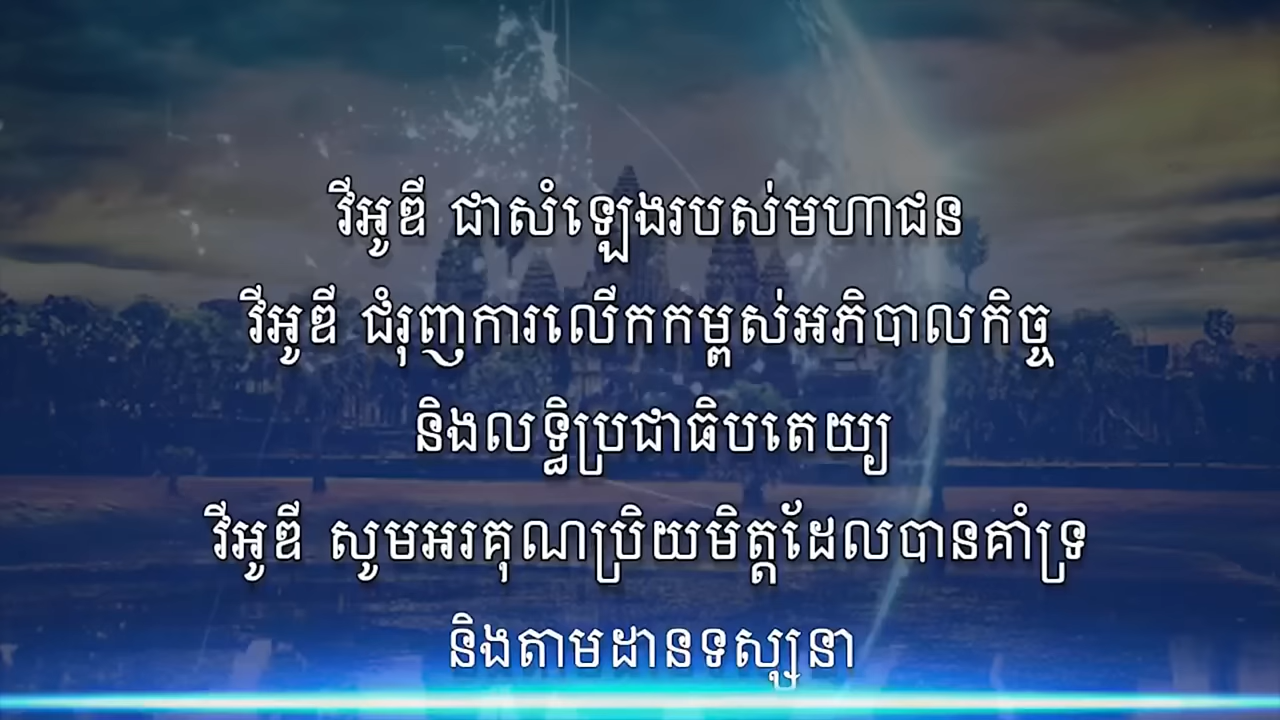 វីអូឌី ជាសំឡេងរបស់មហាជន
វីអូឌី ជំរុញការលើកកម្ពស់អភិបាលកិច្ច
និងលទ្ធិប្រជាធិបតេយ្យ
វីអូឌី សូមអរគុណប្រិយមិត្តដែលបានគាំទ្រ
និងតាមដានទស្សនា